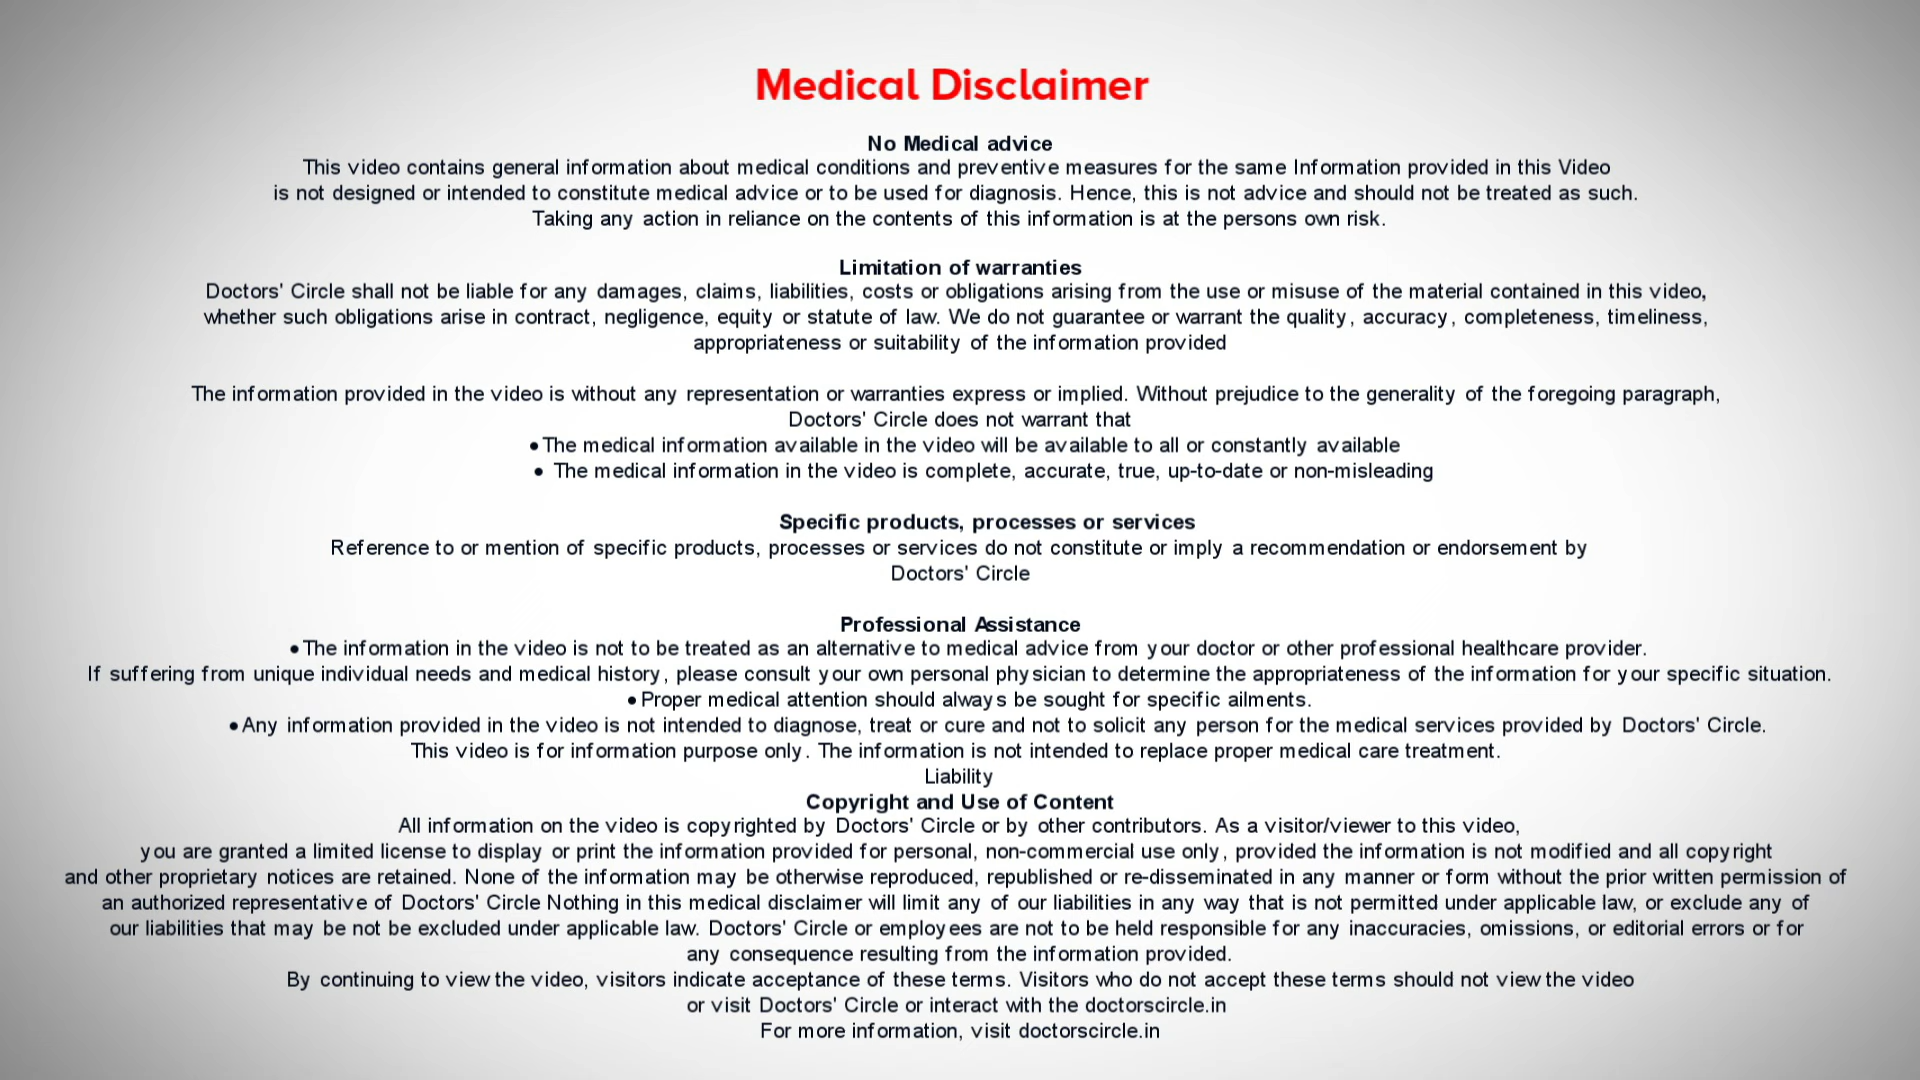 Medical Disclaimer
No Medical advice
This video contains general information about medical conditions and preventive measures for the same Information provided in this Video
is not designed or intended to constitute medical advice or to be used for diagnosis. Hence, this is not advice and should not be treated as such.
Taking any action in reliance on the contents of this information is at the persons own risk.
Limitation of warranties
Doctors' Circle shall not be liable for any damages, claims, liabilities, costs or obligations arising from the use or misuse of the material contained in this video,
whether such obligations arise in contract, negligence, equity or statute of law. We do not guarantee or warrant the quality, accuracy, completeness, timeliness,
appropriateness or suitability of the information provided
The information provided in the video is without any representation or warranties express or implied. Without prejudice to the generality of the foregoing paragraph,
Doctors' Circle does not warrant that
• The medical information available in the video will be available to all or constantly available
• The medical information in the video is complete, accurate, true, up-to-date or non-misleading
Specific products, processes or services
Reference to or mention of specific products, processes or services do not constitute or imply a recommendation or endorsement by
Doctors' Circle
Professional Assistance
• The information in the video is not to be treated as an alternative to medical advice from your doctor or other professional healthcare provider.
If suffering from unique individual needs and medical history, please consult your own personal physician to determine the appropriateness of the information for your specific situation.
• Proper medical attention should always be sought for specific ailments.
• Any information provided in the video is not intended to diagnose, treat or cure and not to solicit any person for the medical services provided by Doctors' Circle.
This video is for information purpose only. The information is not intended to replace proper medical care treatment.
Liability
Copyright and Use of Content
All information on the video is copyrighted by Doctors' Circle or by other contributors. As a visitor/viewer to this video,
you are granted a limited license to display or print the information provided for personal, non-commercial use only, provided the information is not modified and all copyright
and other proprietary notices are retained. None of the information may be otherwise reproduced, republished or re-disseminated in any manner or form without the prior written permission of
an authorized representative of Doctors' Circle Nothing in this medical disclaimer will limit any of our liabilities in any way that is not permitted under applicable law, or exclude any of
our liabilities that may be not be excluded under applicable law. Doctors' Circle or employees are not to be held responsible for any inaccuracies, omissions, or editorial errors or for
any consequence resulting from the information provided.
By continuing to view the video, visitors indicate acceptance of these terms. Visitors who do not accept these terms should not view the video
or visit Doctors' Circle or interact with the doctorscircle.in
For more information, visit doctorscircle.in